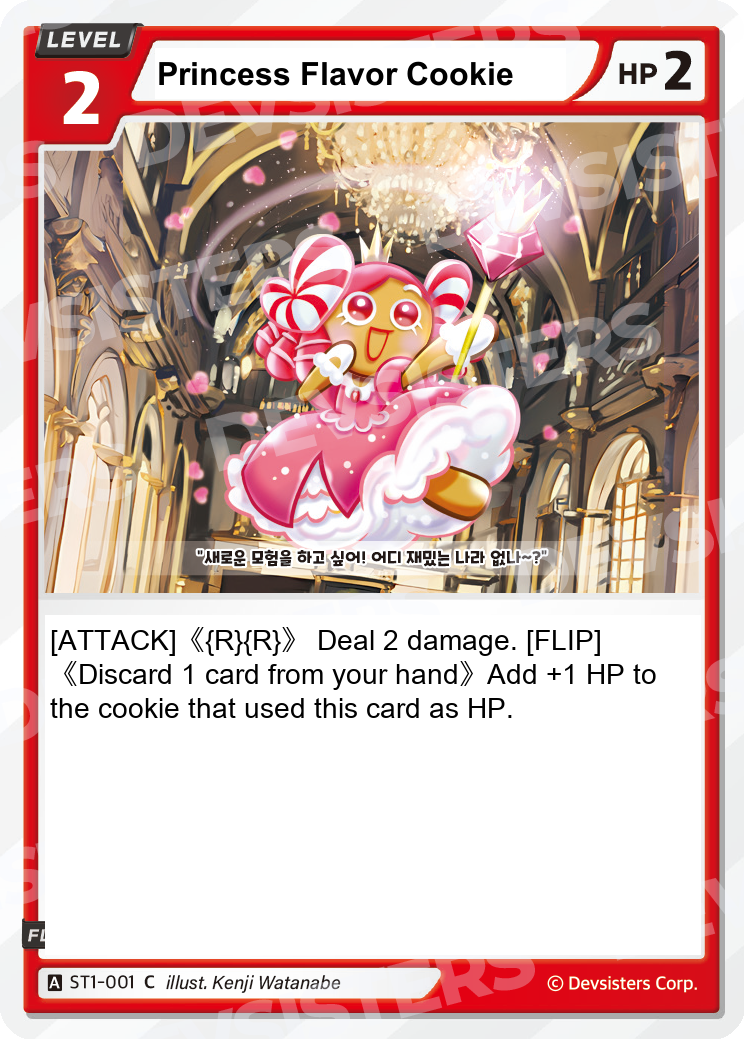 LEVEL
2
Princess Flavor Cookie
HP 2
"새로운 모험을 하고 싶어! 어디 재밌는 나라 없나~?"
[ATTACK]《{R}{R}》 Deal 2 damage. [FLIP]
《Discard 1 card from your hand》Add +1 HP to
the cookie that used this card as HP.
A ST1-001 C illust. Kenji Watanabe
© Devsisters Corp.
DEVSISTERS